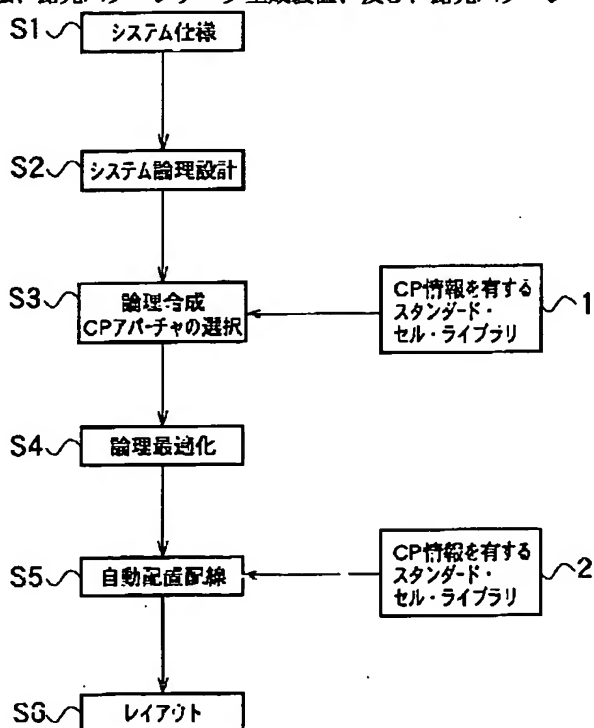 S1 システム仕様
S2 システム論理設計
S3 論理合成
CPアパーチャの選択
CP情報を有する
スタンダード・
セル・ライブラリ
1
S4 論理最適化
S5 自動配置配線
CP情報を有する
スタンダード・
セル・ライブラリ
2
S6 レイアウト